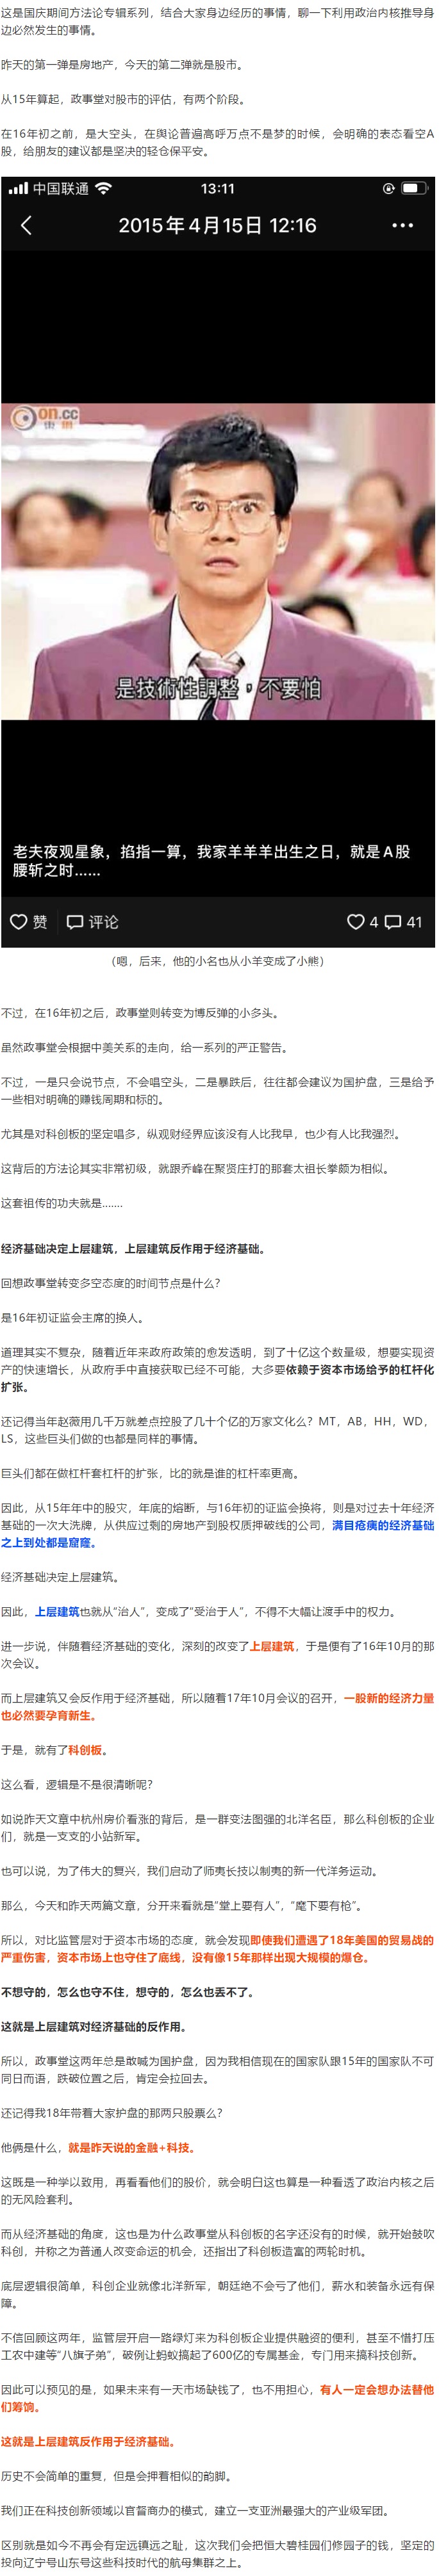 这是国庆期间方法论专辑系列，结合大家身边经历的事情，聊一下利用政治内核推导身
边必然发生的事情。
昨天的第一弹是房地产，今天的第二弹就是股市。
从15年算起，政事堂对股市的评估，有两个阶段。
在16年初之前，是大空头，在舆论普遍高呼万点不是梦的时候，会明确的表态看空A
股，给朋友的建议都是坚决的轻仓保平安。
中国联通
13:11
2015年4月15日 12:16
on.cc
是技術性調整，不要怕
老夫夜观星象，掐指一算，我家羊羊羊出生之日，就是A股
腰斩之时……
赞 评论 4 41
（嗯，后来，他的小名也从小羊变成了小熊）
不过，在16年初之后，政事堂则转变为博反弹的小多头。
虽然政事堂会根据中美关系的走向，给一系列的严正警告。
不过，一是只会说节点，不会唱空头，二是暴跌后，往往都会建议为国护盘，三是给予
一些相对明确的赚钱周期和标的。
尤其是对科创板的坚定唱多，纵观财经界应该没有人比我早，也少有人比我强烈。
这背后的方法论其实非常初级，就跟乔峰在聚贤庄打的那套太祖长拳颇为相似。
这套祖传的功夫就是.......
经济基础决定上层建筑，上层建筑反作用于经济基础。
回想政事堂转变多空态度的时间节点是什么？
是16年初证监会主席的换人。
道理其实不复杂，随着近年来政府政策的愈发透明，到了十亿这个数量级，想要实现资
产的快速增长，从政府手中直接获取已经不可能，大多要依赖于资本市场给予的杠杆化
扩张。
还记得当年赵薇用几千万就差点控股了几十个亿的万家文化么？MT，AB，HH，WD，
LS，这些巨头们做的也都是同样的事情。
巨头们都在做杠杆套杠杆的扩张，比的就是谁的杠杆率更高。
因此，从15年年中的股灾，年底的熔断，与16年初的证监会换将，则是对过去十年经济
基础的一次大洗牌，从供应过剩的房地产到股权质押破线的公司，满目疮痍的经济基础
之上到处都是窟窿。
经济基础决定上层建筑。
因此，上层建筑也就从“治人”，变成了“受治于人”，不得不大幅让渡手中的权力。
进一步说，伴随着经济基础的变化，深刻的改变了上层建筑，于是便有了16年10月的那
次会议。
而上层建筑又会反作用于经济基础，所以随着17年10月会议的召开，一股新的经济力量
也必然要孕育新生。
于是，就有了科创板。
这么看，逻辑是不是很清晰呢？
如说昨天文章中杭州房价看涨的背后，是一群变法图强的北洋名臣，那么科创板的企业
们，就是一支支的小站新军。
也可以说，为了伟大的复兴，我们启动了师夷长技以制夷的新一代洋务运动。
那么，今天和昨天两篇文章，分开来看就是“堂上要有人”，“麾下要有枪”。
所以，对比监管层对于资本市场的态度，就会发现即使我们遭遇了18年美国的贸易战的
严重伤害，资本市场上也守住了底线，没有像15年那样出现大规模的爆仓。
不想守的，怎么也守不住，想守的，怎么也丢不了。
这就是上层建筑对经济基础的反作用。
所以，政事堂这两年总是敢喊为国护盘，因为我相信现在的国家队跟15年的国家队不可
同日而语，跌破位置之后，肯定会拉回去。
还记得我18年带着大家护盘的那两只股票么？
他俩是什么，就是昨天说的金融+科技。
这既是一种学以致用，再看看他们的股价，就会明白这也算是一种看透了政治内核之后
的无风险套利。
而从经济基础的角度，这也是为什么政事堂从科创板的名字还没有的时候，就开始鼓吹
科创，并称之为普通人改变命运的机会，还指出了科创板造富的两轮时机。
底层逻辑很简单，科创企业就像北洋新军，朝廷绝不会亏了他们，薪水和装备永远有保
障。
不信回顾这两年，监管层开启一路绿灯来为科创板企业提供融资的便利，甚至不惜打压
工农中建等“八旗子弟”，破例让蚂蚁搞起了600亿的专属基金，专门用来搞科技创新。
因此可以预见的是，如果未来有一天市场缺钱了，也不用担心，有人一定会想办法替他
们筹饷。
这就是上层建筑反作用于经济基础。
历史不会简单的重复，但是会押着相似的韵脚。
我们正在科技创新领域以官督商办的模式，建立一支亚洲最强大的产业级军团。
区别就是如今不再会有定远镇远之耻，这次我们会把恒大碧桂园们修园子的钱，坚定的
投向辽宁号山东号这些科技时代的航母集群之上。